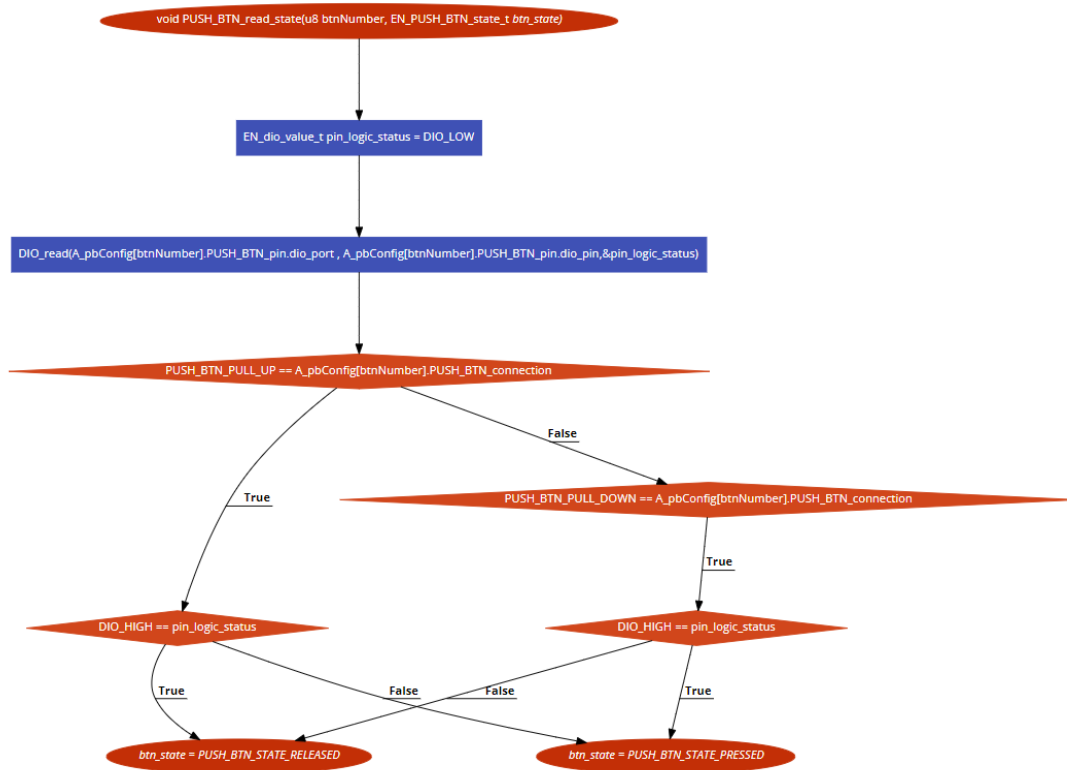 void PUSH_BTN_read_state(u8 btnNumber, EN_PUSH_BTN_state_t btn_state)
EN_dio_value_t pin_logic_status = DIO_LOW
DIO_read(A_pbConfig[btnNumber].PUSH_BTN_pin.dio_port , A_pbConfig[btnNumber].PUSH_BTN_pin.dio_pin,&pin_logic_status)
PUSH_BTN_PULL_UP == A_pbConfig[btnNumber].PUSH_BTN_connection
False
True
PUSH_BTN_PULL_DOWN == A_pbConfig[btnNumber].PUSH_BTN_connection
True
DIO_HIGH == pin_logic_status
DIO_HIGH == pin_logic_status
True
False
False
True
btn_state = PUSH_BTN_STATE_RELEASED
btn_state = PUSH_BTN_STATE_PRESSED